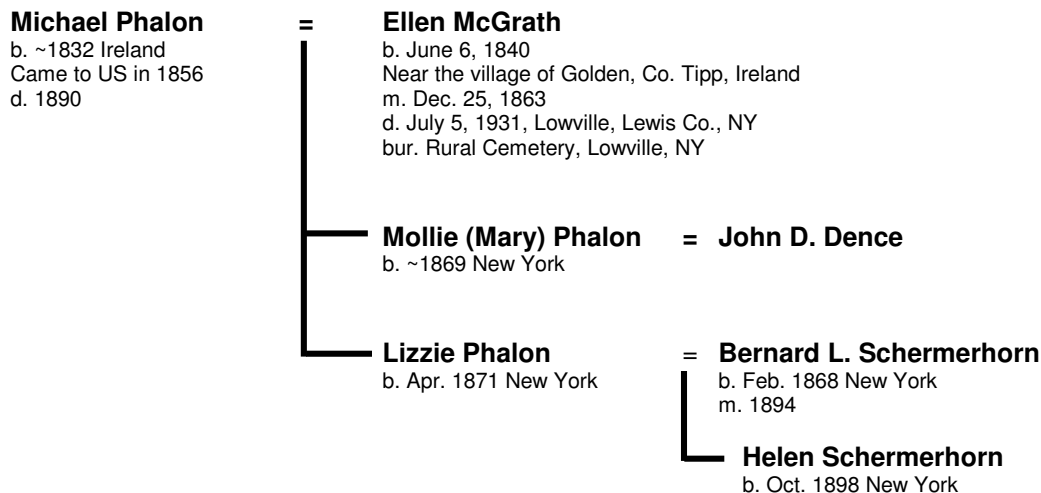 Michael Phalon = Ellen McGrath
b. ~1832 Ireland
Came to US in 1856
d. 1890
b. June 6, 1840
Near the village of Golden, Co. Tipp, Ireland
m. Dec. 25, 1863
d. July 5, 1931, Lowville, Lewis Co., NY
bur. Rural Cemetery, Lowville, NY
Mollie (Mary) Phalon = John D. Dence
b. ~1869 New York
Lizzie Phalon = Bernard L. Schermerhorn
b. Apr. 1871 New York
b. Feb. 1868 New York
m. 1894
Helen Schermerhorn
b. Oct. 1898 New York